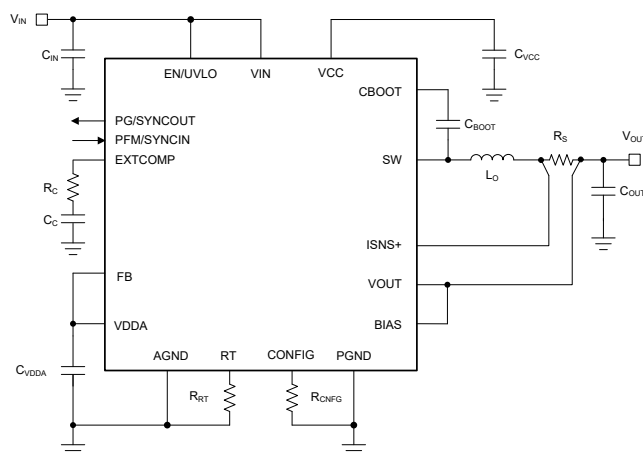 VIN
CIN
EN/UVLO
VIN
VCC
CVCC
CBOOT
CBOOT
PG/SYNCOUT
PFM/SYNCIN
EXTCOMP
RC
CC
SW
LO
RS
VOUT
COUT
ISNS+
FB
VOUT
VDDA
BIAS
CVDDA
AGND
RT
CONFIG
PGND
RRT
RCNFG